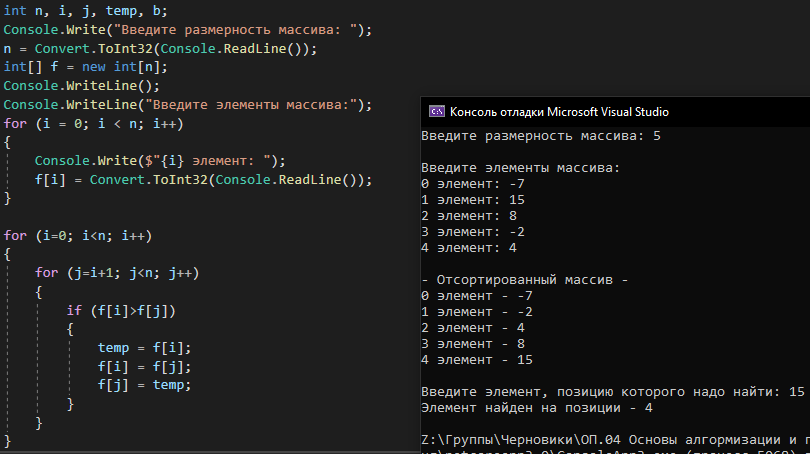 int n, i, j, temp, b;
Console.Write("Введите размерность массива: ");
n = Convert.ToInt32(Console.ReadLine());
int[] f = new int[n];
Console.WriteLine();
Console.WriteLine("Введите элементы массива:");
for (i = 0; i < n; i++)
{
Console.Write($"{i} элемент: ");
f[i] = Convert.ToInt32(Console.ReadLine());
}
for (i=0; i<n; i++)
{
for (j=i+1; j<n; j++)
{
if (f[i]>f[j])
{
temp = f[i];
f[i] = f[j];
f[j] = temp;
}
}
}
Консоль отладки Microsoft Visual Studio
Введите размерность массива: 5
Введите элементы массива:
0 элемент: -7
1 элемент: 15
2 элемент: 8
3 элемент: -2
4 элемент: 4
- Отсортированный массив -
0 элемент - -7
1 элемент - -2
2 элемент - 4
3 элемент - 8
4 элемент - 15
Введите элемент, позицию которого надо найти: 15
Элемент найден на позиции - 4
Z:\Группы\Черновики\ОП.04 Основы алгормизации и